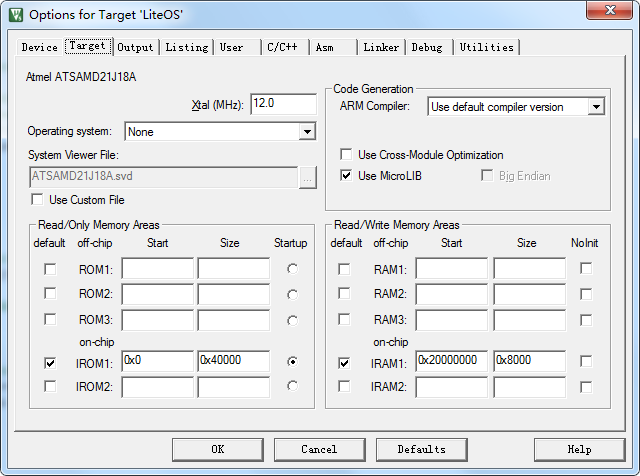 Options for Target 'LiteOS'
Device Target Output Listing User C/C++ Asm Linker Debug Utilities
Atmel ATSAMD21J18A
Xtal (MHz): 12.0
Operating system: None
System Viewer File:
ATSAMD21J18A.svd ...
Use Custom File
Code Generation
ARM Compiler: Use default compiler version
Use Cross-Module Optimization
Use MicroLIB Big Endian
Read/Only Memory Areas
default off-chip Start Size Startup
ROM1:
ROM2:
ROM3:
on-chip
IROM1: 0x0 0x40000
IROM2:
Read/Write Memory Areas
default off-chip Start Size NoInit
RAM1:
RAM2:
RAM3:
on-chip
IRAM1: 0x20000000 0x8000
IRAM2:
OK Cancel Defaults Help